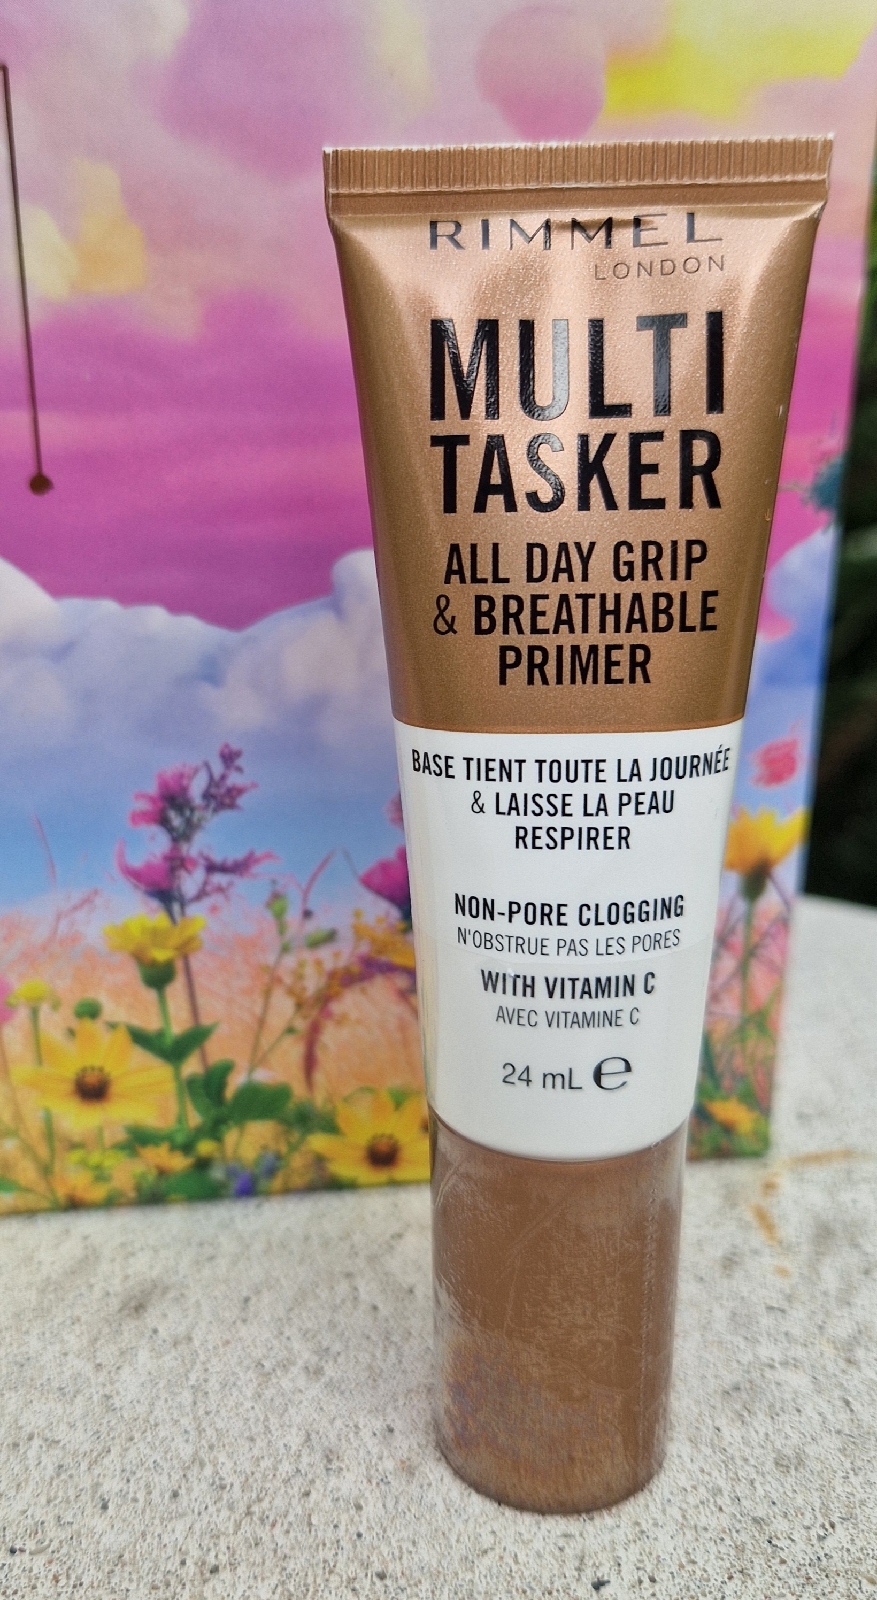 RIMMEL
LONDON
MULTI
TASKER
ALL DAY GRIP
& BREATHABLE
PRIMER
BASE TIENT TOUTE LA JOURNÉE
& LAISSE LA PEAU
RESPIRER
NON-PORE CLOGGING
N'OBSTRUE PAS LES PORES
WITH VITAMIN C
AVEC VITAMINE C
24 mL ℮